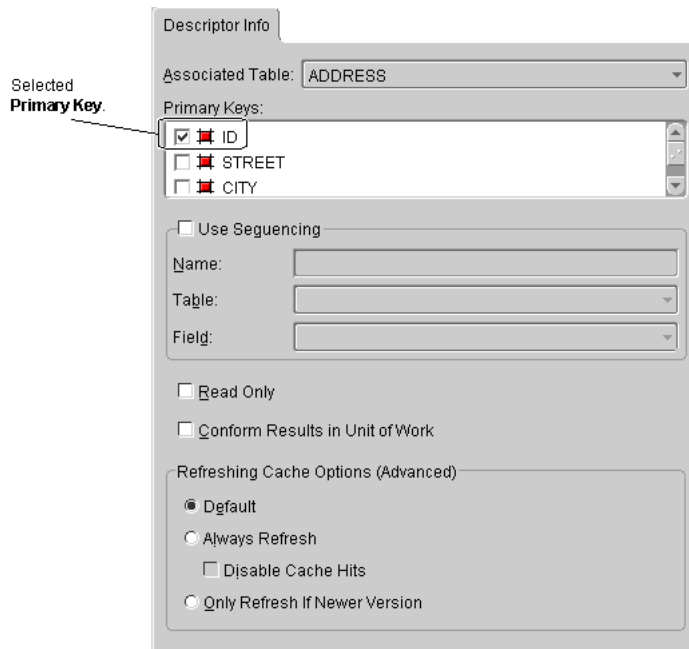 Descriptor Info
Associated Table: ADDRESS
Selected
Primary Key.
Primary Keys:
ID
STREET
CITY
Use Sequencing
Name:
Table:
Field:
Read Only
Conform Results in Unit of Work
Refreshing Cache Options (Advanced)
Default
Always Refresh
Disable Cache Hits
Only Refresh If Newer Version